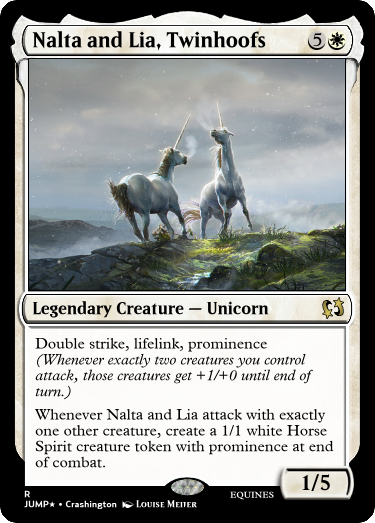 Nalta and Lia, Twinhoofs 5
Legendary Creature — Unicorn
Double strike, lifelink, prominence
(Whenever exactly two creatures you control
attack, those creatures get +1/+0 until end of
turn.)
Whenever Nalta and Lia attack with exactly
one other creature, create a 1/1 white Horse
Spirit creature token with prominence at end
of combat.
1/5
R
JUMP★ • Crashington Louise Meijer EQUINES